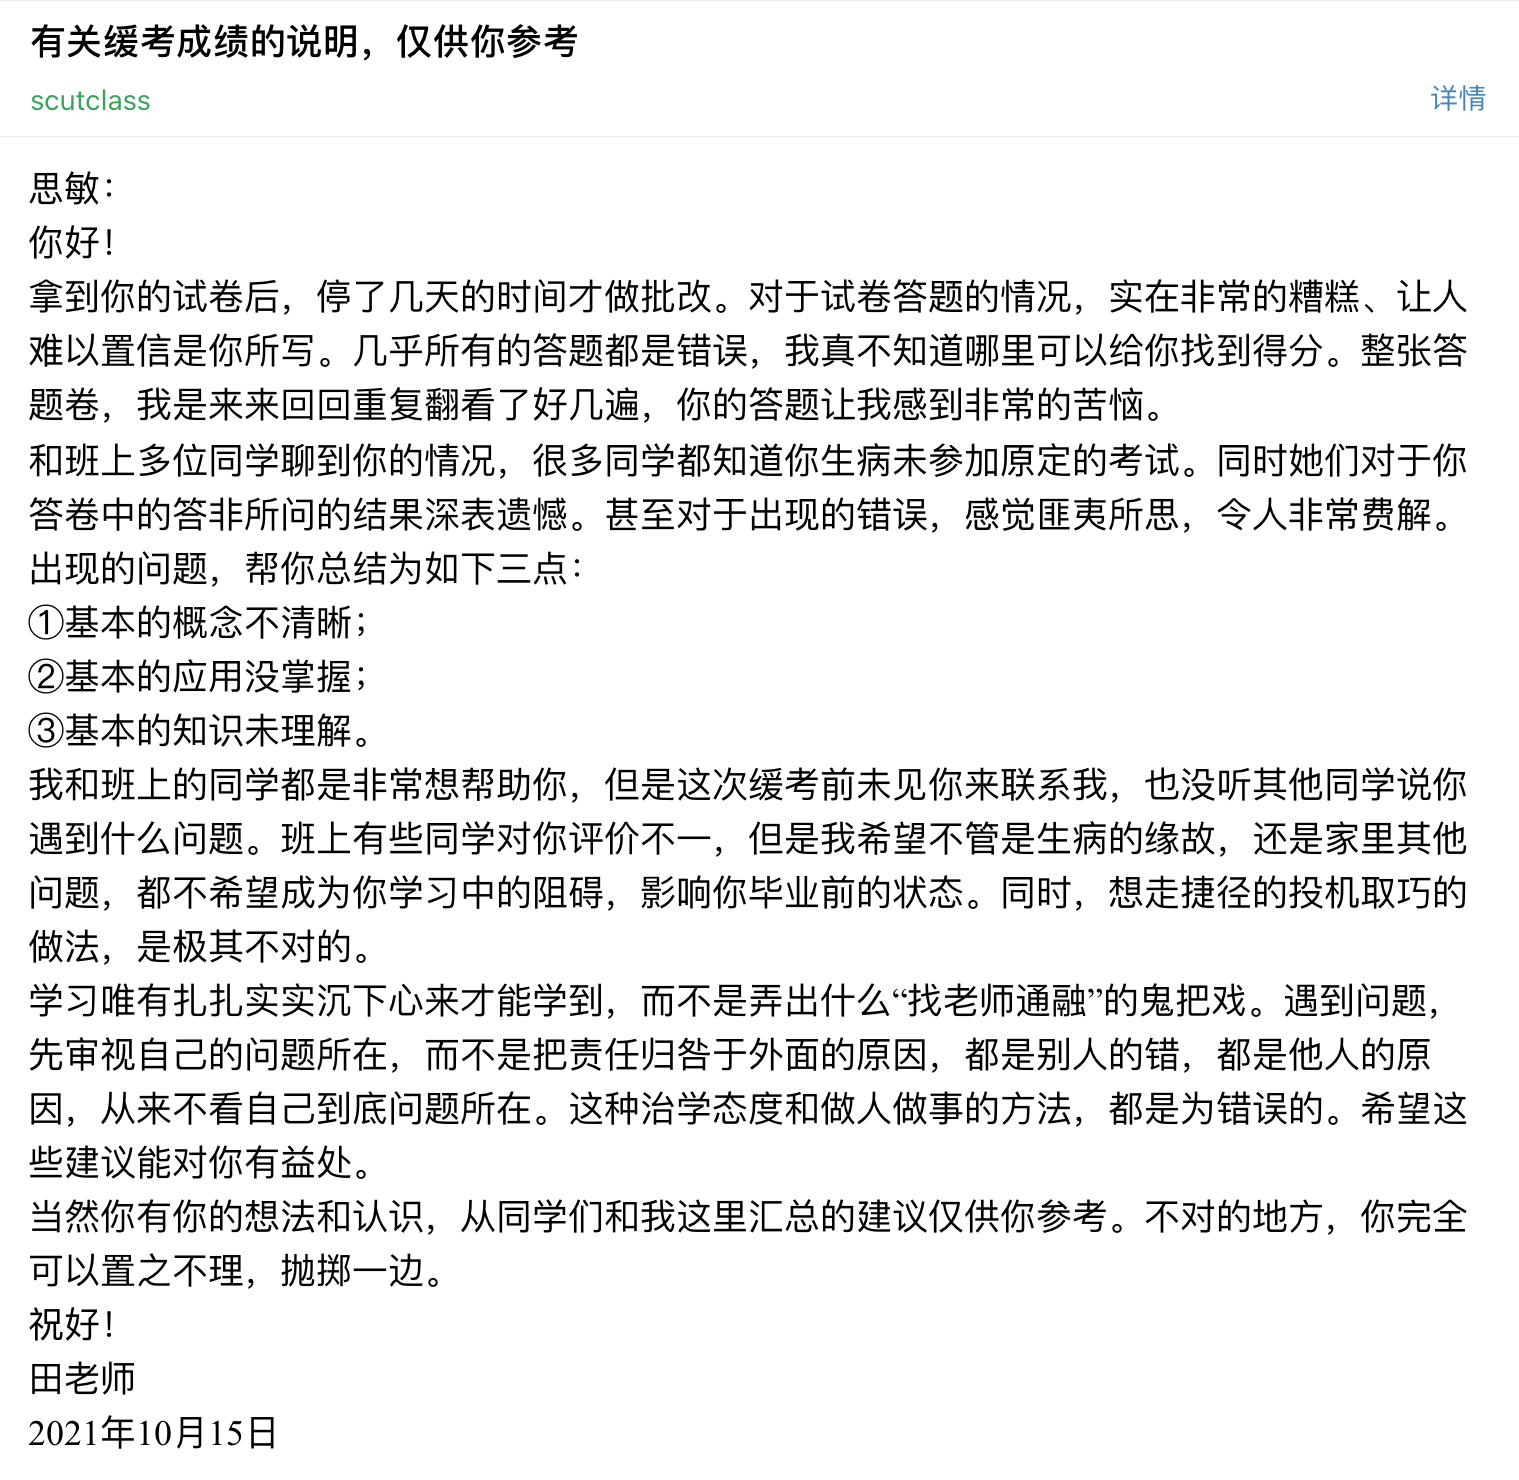 有关缓考成绩的说明，仅供你参考
scutclass
详情
思敏：
你好！
拿到你的试卷后，停了几天的时间才做批改。对于试卷答题的情况，实在非常的糟糕、让人
难以置信是你所写。几乎所有的答题都是错误，我真不知道哪里可以给你找到得分。整张答
题卷，我是来来回回重复翻看了好几遍，你的答题让我感到非常的苦恼。
和班上多位同学聊到你的情况，很多同学都知道你生病未参加原定的考试。同时她们对于你
答卷中的答非所问的结果深表遗憾。甚至对于出现的错误，感觉匪夷所思，令人非常费解。
出现的问题，帮你总结为如下三点：
①基本的概念不清晰；
②基本的应用没掌握；
③基本的知识未理解。
我和班上的同学都是非常想帮助你，但是这次缓考前未见你来联系我，也没听其他同学说你
遇到什么问题。班上有些同学对你评价不一，但是我希望不管是生病的缘故，还是家里其他
问题，都不希望成为你学习中的阻碍，影响你毕业前的状态。同时，想走捷径的投机取巧的
做法，是极其不对的。
学习唯有扎扎实实沉下心来才能学到，而不是弄出什么“找老师通融”的鬼把戏。遇到问题，
先审视自己的问题所在，而不是把责任归咎于外面的原因，都是别人的错，都是他人的原
因，从来不看自己到底问题所在。这种治学态度和做人做事的方法，都是为错误的。希望这
些建议能对你有益处。
当然你有你的想法和认识，从同学们和我这里汇总的建议仅供你参考。不对的地方，你完全
可以置之不理，抛掷一边。
祝好！
田老师
2021年10月15日